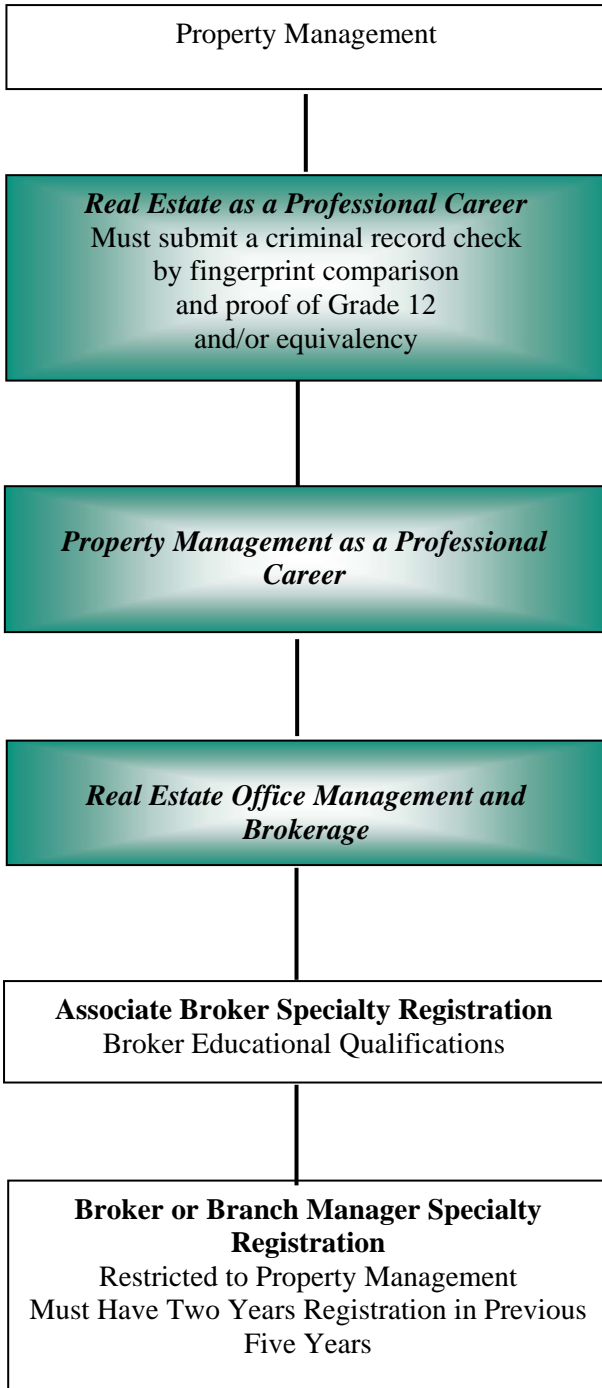 Property Management
Real Estate as a Professional Career
Must submit a criminal record check
by fingerprint comparison
and proof of Grade 12
and/or equivalency
Property Management as a Professional
Career
Real Estate Office Management and
Brokerage
Associate Broker Specialty Registration
Broker Educational Qualifications
Broker or Branch Manager Specialty
Registration
Restricted to Property Management
Must Have Two Years Registration in Previous
Five Years